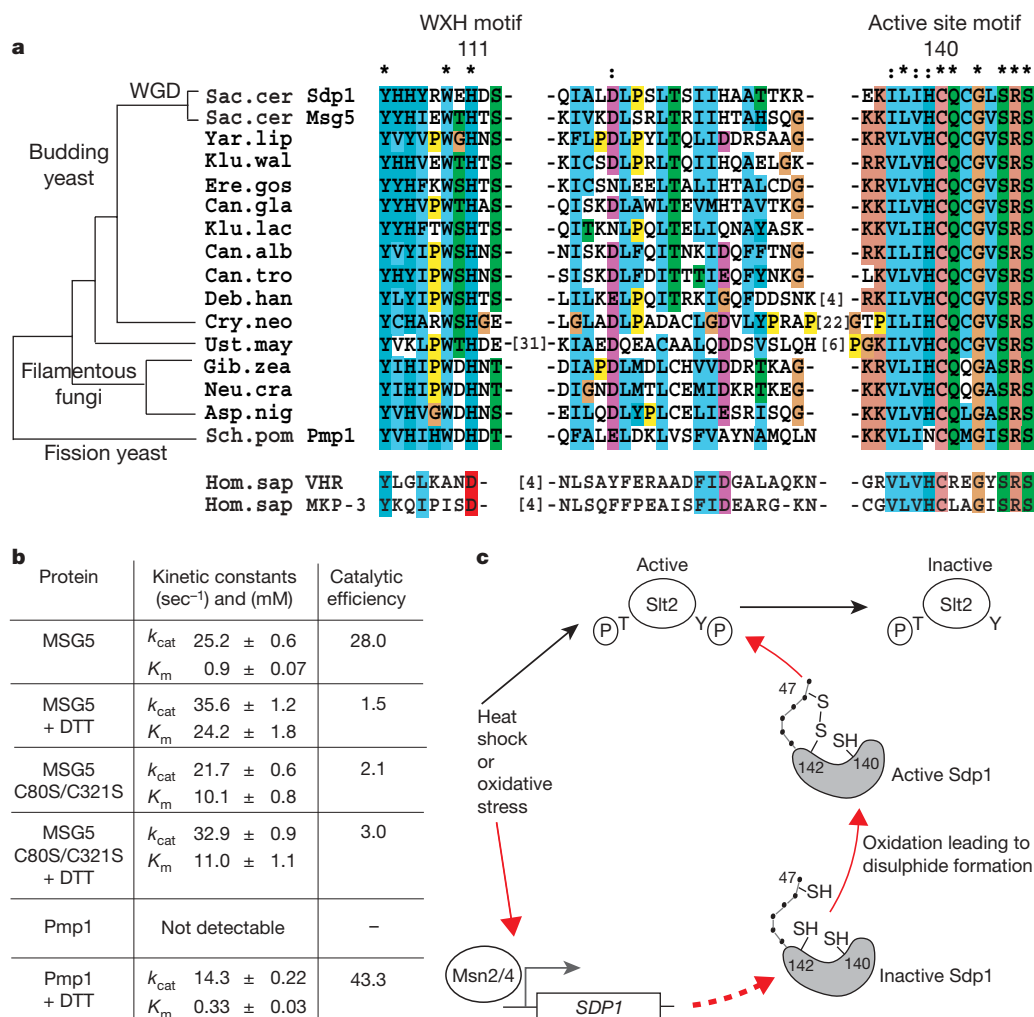 a
WXH motif
Active site motif
111
140
* * * : :*::** * ***
WGD
Budding yeast
Filamentous fungi
Fission yeast
Sac.cer Sdp1 YHHYRWEHDS- -QIALDLPSLTSIIHAATTKR- -EKILIHCQCGLSRS
Sac.cer Msg5 YYHIEWTHTS- -KIVKDLSRLTRIIHTAHSQG- -KKILVHCQCGVSRS
Yar.lip YVYVPWGHNS- -KFLPDLPYLTQLIDDRSAAG- -KRVLVHCQCGVSRS
Klu.wal YHHVEWTHTS- -KICSDLPRLTQIIHQAELGK- -RRVLVHCQCGVSRS
Ere.gos YYHFKWSHTS- -KICSNLEELTALIHTALCDG- -KRVLIHCQCGVSRS
Can.gla YYHVPWTHAS- -QISKDLAWLTEVMHTAVTKG- -KKILVHCQCGVSRS
Klu.lac YHFTWSHTS- -QITKNLPQLTELIQNAYASK- -KRILVHCQCGVSRS
Can.alb YVYIPWSHNS- -NISKDLFQITNKIDQFFTNG- -KKILIHCQCGVSRS
Can.tro YHYIPWSHNS- -SISKDLFDITTTIEQFYNKG- -LKVLIHCQCGVSRS
Deb.han YLYIPWSHTS- -LILKELPQITRKIGQFDDSNK[4]-RKILIHCQCGVSRS
Cry.neo YCHARWSHGE- -LGLADLPADACLGDVLYPRAP[22]GTPILIHCQCGVSRS
Ust.may YVKLPWTHDE-[31]-KIAEDQEACAALQDDSVSLQH[6]PGKILVHCQCGVSRS
Gib.zea YIHIPWDHNT- -DIAPDLMDLCHVVDDRTAKG- -KKVLIHCQQGASRS
Neu.cra YIHIPWDHNS- -DIGNDLMTLCEMIDKRTKEG- -KKVLIHCQQGASRS
Asp.nig YVHVGWDHNS- -EILQDLYPLCELIESRISQG- -KKVLIHCQLGASRS
Sch.pom Pmp1 YVHIHWDHDT- -QFALELDKLVSFVAYNAMQLN -KKVLINCQMGISRS
Hom.sap VHR YLGLKAND [4]-NLSAYFERAADFIDGALAQKN- -GRVLVHCREGYSRS
Hom.sap MKP-3 YKQIPISD [4]-NLSQFFPEAISFIDEARG-KN- -CGVLVHCLAGISRS
b
Protein
Kinetic constants (sec⁻¹) and (mM)
Catalytic efficiency
MSG5
kcat 25.2 ± 0.6
28.0
Km 0.9 ± 0.07
MSG5 + DTT
kcat 35.6 ± 1.2
1.5
Km 24.2 ± 1.8
MSG5 C80S/C321S
kcat 21.7 ± 0.6
2.1
Km 10.1 ± 0.8
MSG5 C80S/C321S + DTT
kcat 32.9 ± 0.9
3.0
Km 11.0 ± 1.1
Pmp1
Not detectable
–
Pmp1 + DTT
kcat 14.3 ± 0.22
43.3
Km 0.33 ± 0.03
c
Active
Inactive
Slt2
P T Y P
Slt2
P T Y
Heat shock or oxidative stress
47
S
S
SH
142
140
Active Sdp1
Oxidation leading to disulphide formation
47
SH
SH
SH
142
140
Inactive Sdp1
Msn2/4
SDP1